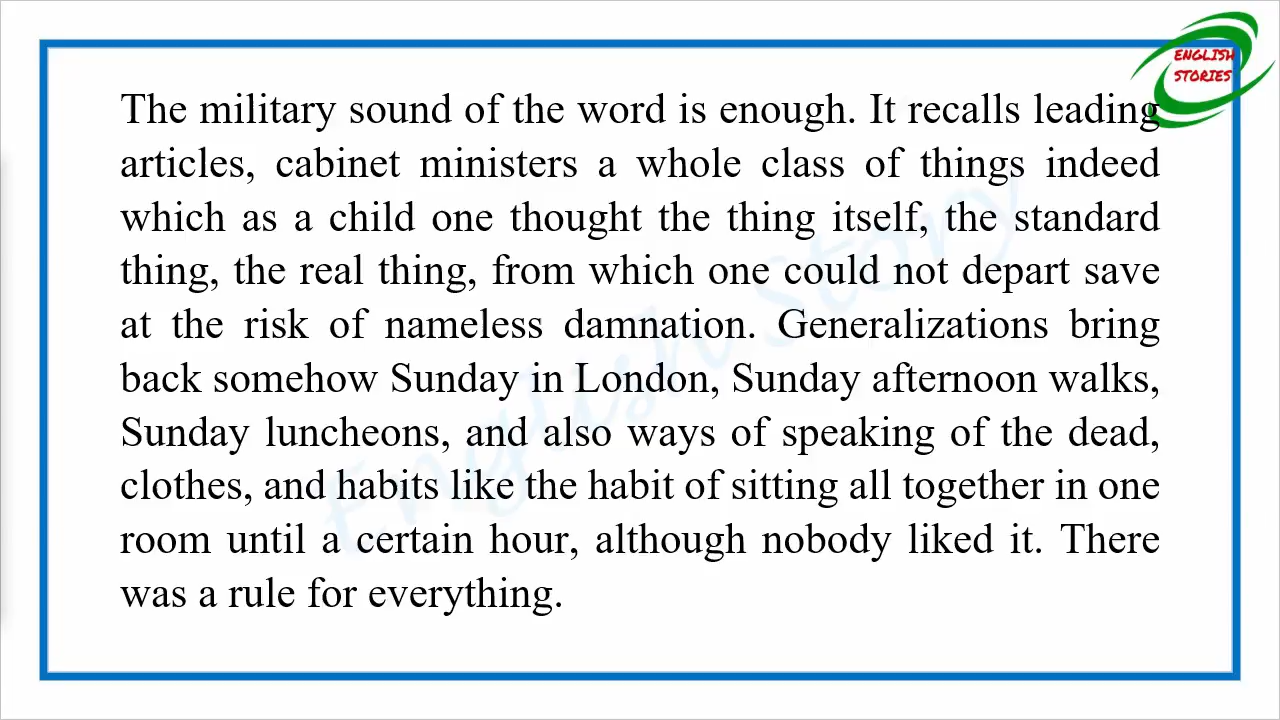 ENGLISH
STORIES
The military sound of the word is enough. It recalls leading
articles, cabinet ministers a whole class of things indeed
which as a child one thought the thing itself, the standard
thing, the real thing, from which one could not depart save
at the risk of nameless damnation. Generalizations bring
back somehow Sunday in London, Sunday afternoon walks,
Sunday luncheons, and also ways of speaking of the dead,
clothes, and habits like the habit of sitting all together in one
room until a certain hour, although nobody liked it. There
was a rule for everything.
English Story